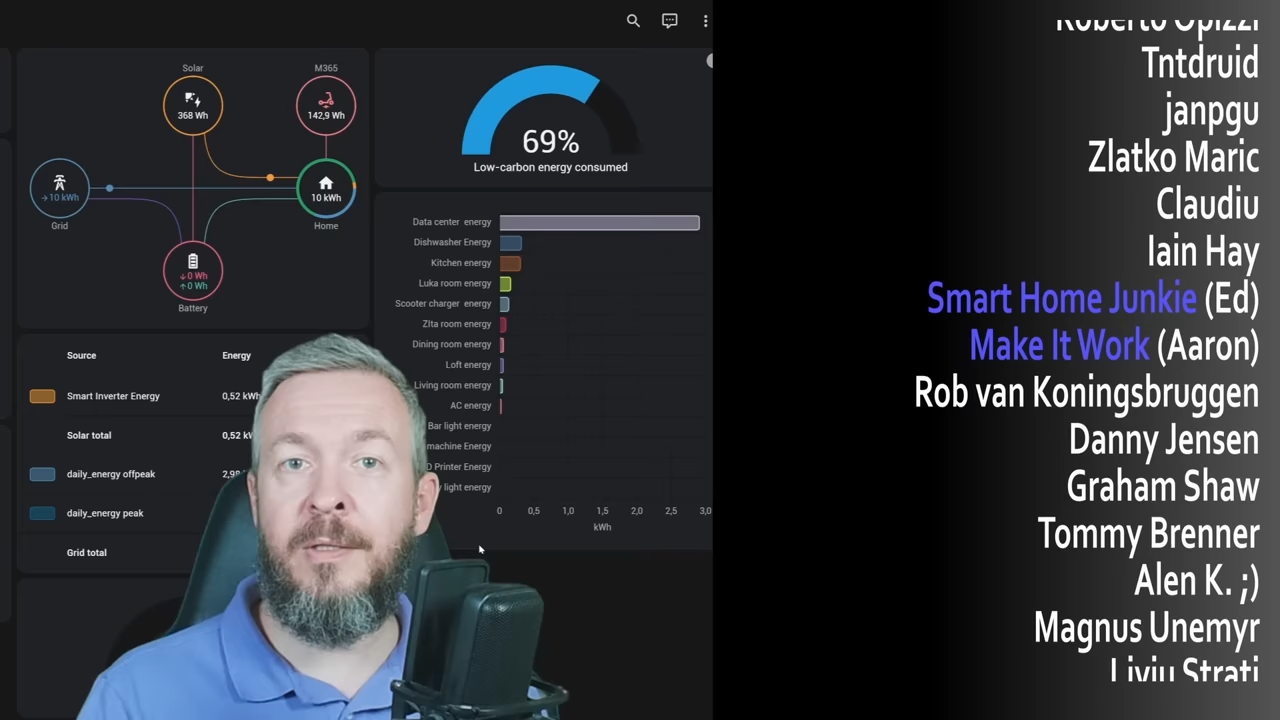 Solar
M365
368 Wh
142,9 Wh
→10 kWh
10 kWh
Grid
Home
↓0 Wh
↑0 Wh
Battery
69%
Low-carbon energy consumed
Data center energy
Dishwasher Energy
Kitchen energy
Luka room energy
Scooter charger energy
ZIta room energy
Dining room energy
Loft energy
Living room energy
AC energy
Bar light energy
machine Energy
Printer Energy
light energy
0 0,5 1,0 1,5 2,0 2,5 3,0
kWh
Source Energy
Smart Inverter Energy 0,52
Solar total 0,52
daily_energy offpeak
daily_energy peak
Grid total
Roberto Opizzi
Tntdruid
janpgu
Zlatko Maric
Claudiu
Iain Hay
Smart Home Junkie (Ed)
Make It Work (Aaron)
Rob van Koningsbruggen
Danny Jensen
Graham Shaw
Tommy Brenner
Alen K. ;)
Magnus Unemyr
Liviu Strati